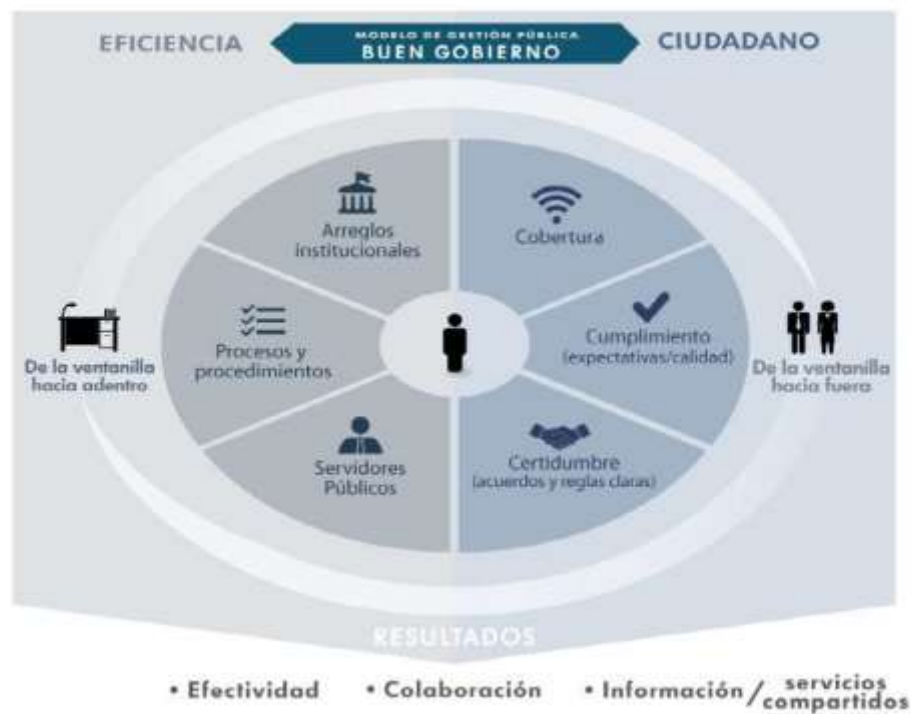 EFICIENCIA
MODELO DE GESTIÓN PÚBLICA
BUEN GOBIERNO
CIUDADANO
Arreglos
institucionales
Cobertura
Procesos y
procedimientos
Cumplimiento
(expectativas/calidad)
De la ventanilla
hacia adentro
De la ventanilla
hacia fuera
Servidores
Públicos
Certidumbre
(acuerdos y reglas claras)
RESULTADOS
• Efectividad
• Colaboración
• Información / servicios
compartidos